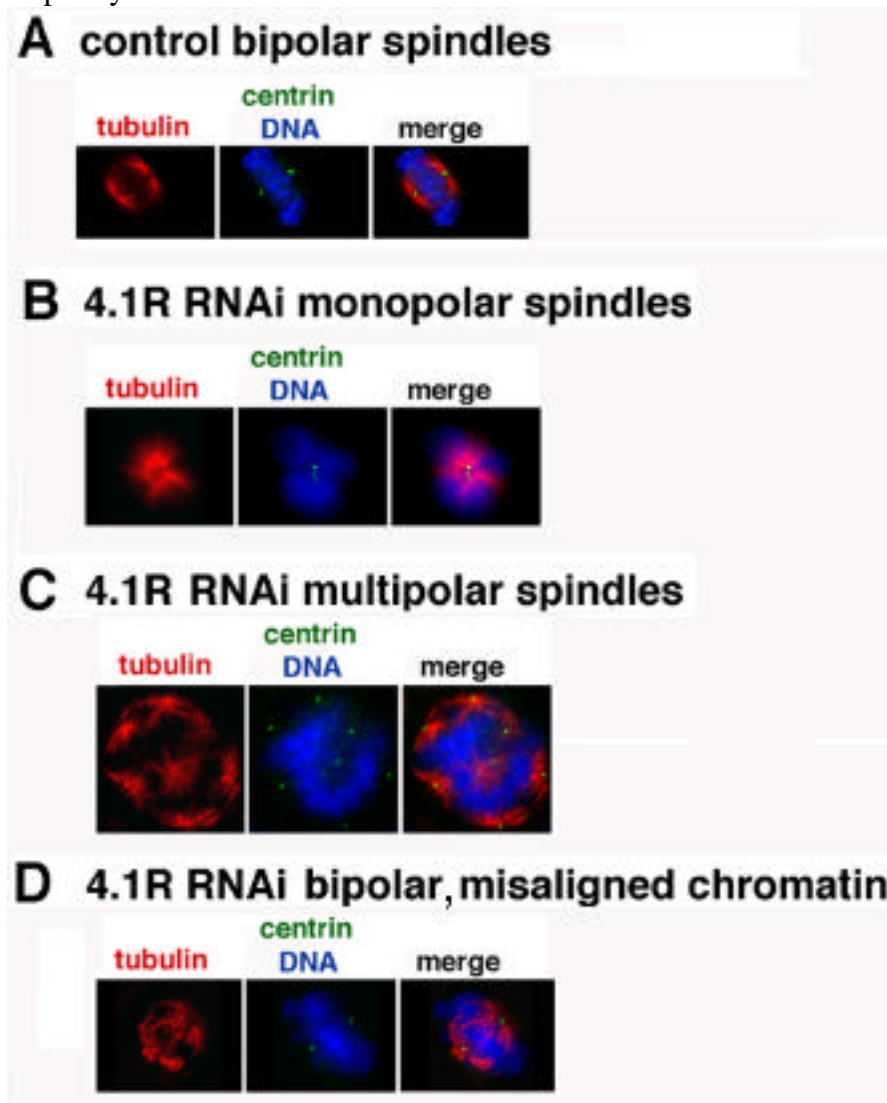 A control bipolar spindles
centrin
tubulin DNA merge
B 4.1R RNAi monopolar spindles
centrin
tubulin DNA merge
C 4.1R RNAi multipolar spindles
centrin
tubulin DNA merge
D 4.1R RNAi bipolar, misaligned chromatin
centrin
tubulin DNA merge